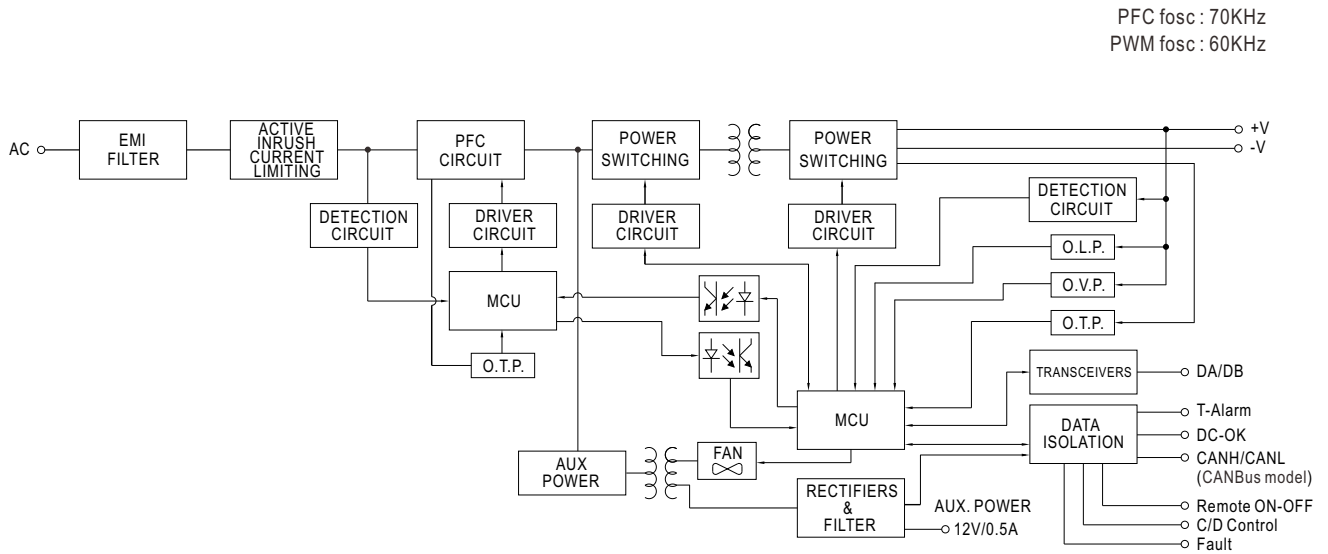 PFC fosc : 70KHz
PWM fosc : 60KHz
AC
EMI
FILTER
ACTIVE
INRUSH
CURRENT
LIMITING
PFC
CIRCUIT
POWER
SWITCHING
POWER
SWITCHING
+V
-V
DETECTION
CIRCUIT
DRIVER
CIRCUIT
DRIVER
CIRCUIT
DRIVER
CIRCUIT
DETECTION
CIRCUIT
O.L.P.
O.V.P.
O.T.P.
MCU
O.T.P.
TRANSCEIVERS
DA/DB
MCU
DATA
ISOLATION
T-Alarm
DC-OK
CANH/CANL
(CANBus model)
FAN
AUX
POWER
RECTIFIERS
&
FILTER
AUX. POWER
12V/0.5A
Remote ON-OFF
C/D Control
Fault